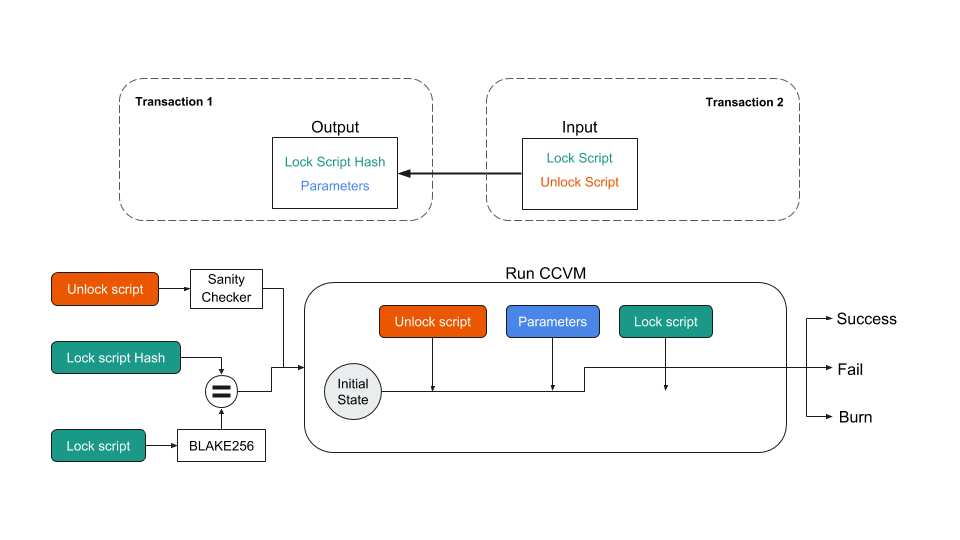 Transaction 1
Transaction 2
Output
Input
Lock Script Hash
Parameters
Lock Script
Unlock Script
Run CCVM
Unlock script
Sanity
Checker
Lock script Hash
Lock script
BLAKE256
Unlock script
Parameters
Lock script
Initial
State
Success
Fail
Burn